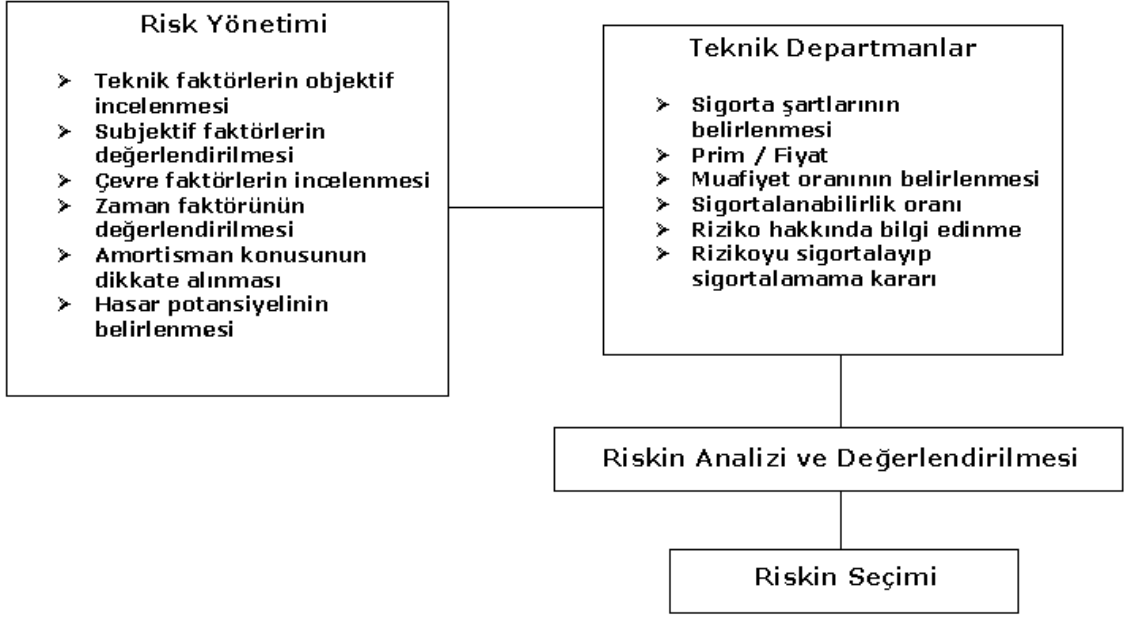 Risk Yönetimi
➢ Teknik faktörlerin objektif
incelenmesi
➢ Subjektif faktörlerin
değerlendirilmesi
➢ Çevre faktörlerin incelenmesi
➢ Zaman faktörünün
değerlendirilmesi
➢ Amortisman konusunun
dikkate alınması
➢ Hasar potansiyelinin
belirlenmesi
Teknik Departmanlar
➢ Sigorta şartlarının
belirlenmesi
➢ Prim / Fiyat
➢ Muafiyet oranının belirlenmesi
➢ Sigortalanabilirlik oranı
➢ Riziko hakkında bilgi edinme
➢ Rizikoyu sigortalayıp
sigortalamama kararı
Riskin Analizi ve Değerlendirilmesi
Riskin Seçimi